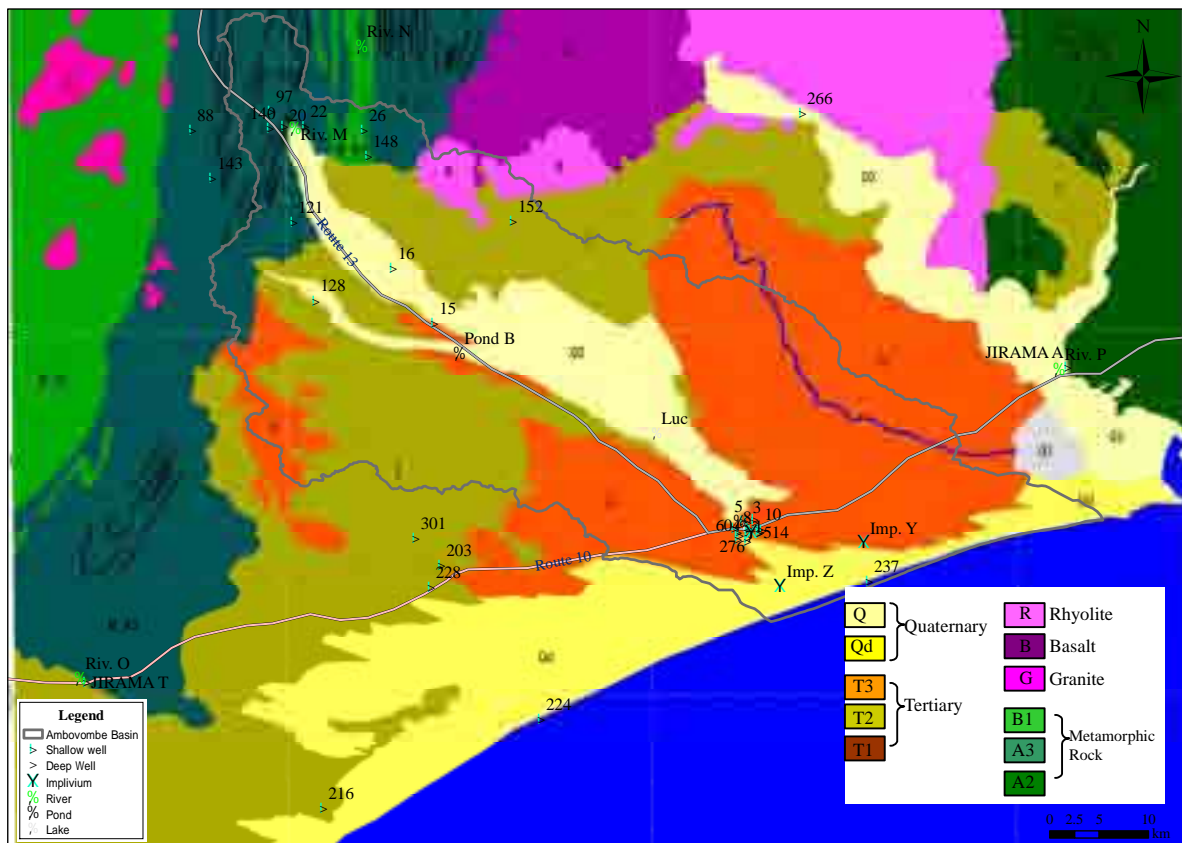 Riv. N
N
97
266
88
140
20
22
26
Riv. M
148
143
152
121
Route 13
16
128
15
Pond B
JIRAMA A
Riv. P
Luc
5
3
8
10
514
276
301
Imp. Y
203
Route 10
237
228
Imp. Z
Qd
Riv. O
JIRAMA T
224
216
Q
Qd
Quaternary
T3
T2
T1
Tertiary
R
Rhyolite
B
Basalt
G
Granite
B1
A3
A2
Metamorphic
Rock
Legend
Ambovombe Basin
Shallow well
Deep Well
Implivium
River
Pond
Lake
0 2.5 5 10
km